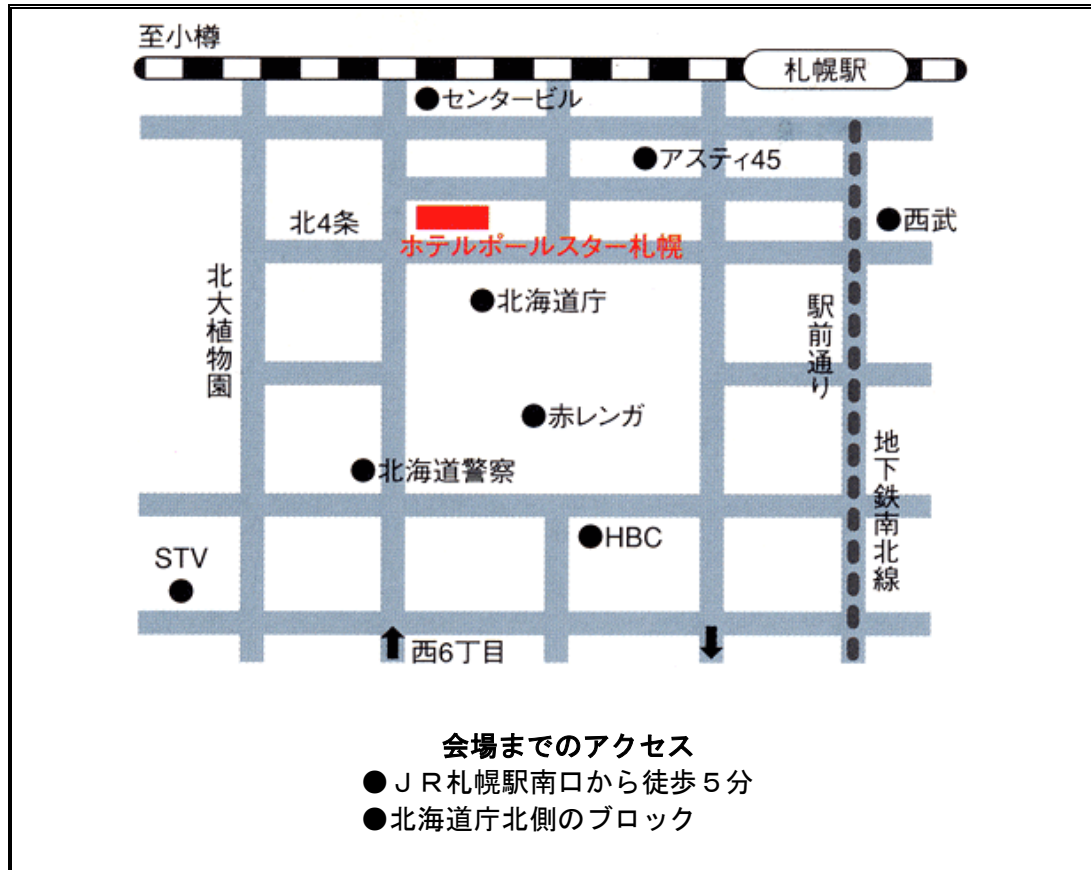 至小樽
札幌駅
●センタービル
●アスティ45
北4条
●西武
ホテルポールスター札幌
北大植物園
●北海道庁
駅前通り
●赤レンガ
地下鉄南北線
●北海道警察
●HBC
STV
西6丁目
会場までのアクセス
●ＪＲ札幌駅南口から徒歩５分
●北海道庁北側のブロック